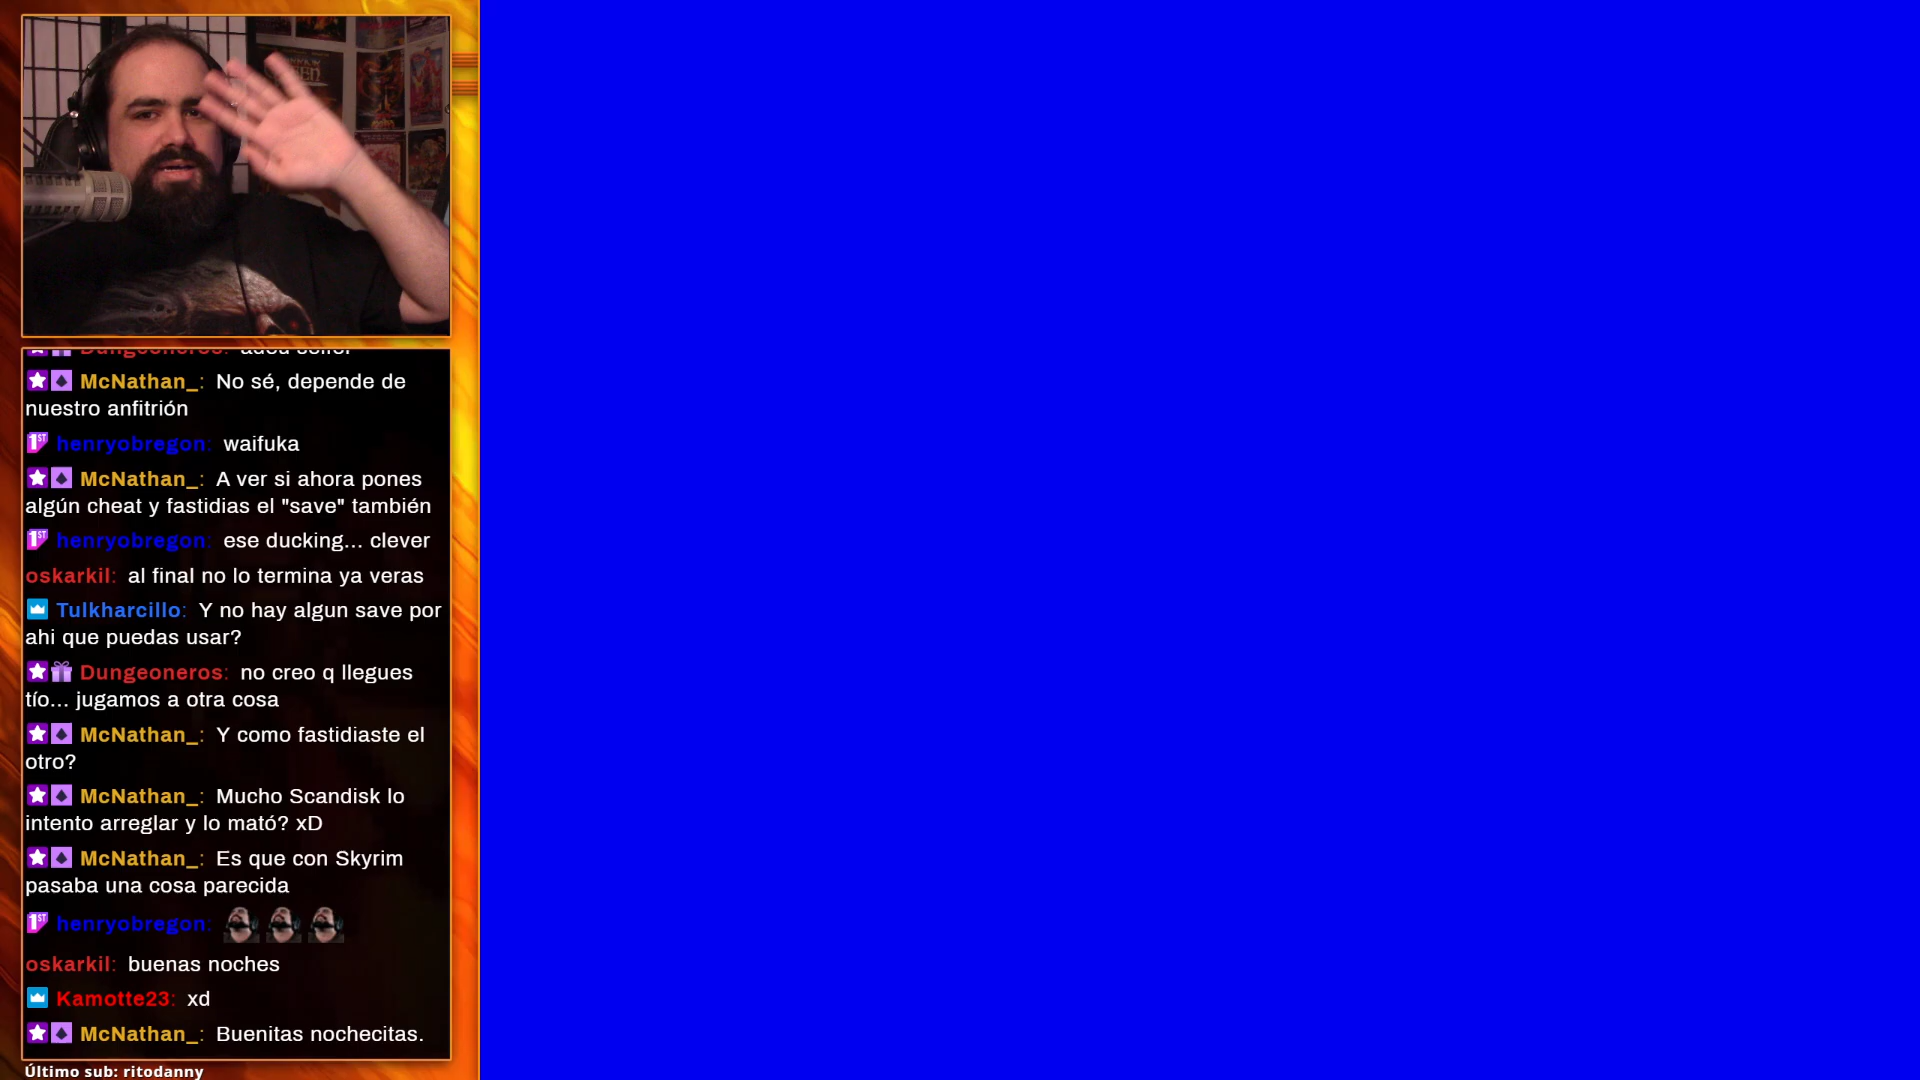 Dungeoneros: adeu seller
McNathan_: No sé, depende de
nuestro anfitrión
henryobregon: waifuka
McNathan_: A ver si ahora pones
algún cheat y fastidias el "save" también
henryobregon: ese ducking... clever
oskarkil: al final no lo termina ya veras
Tulkharcillo: Y no hay algun save por
ahi que puedas usar?
Dungeoneros: no creo q llegues
tío... jugamos a otra cosa
McNathan_: Y como fastidiaste el
otro?
McNathan_: Mucho Scandisk lo
intento arreglar y lo mató? xD
McNathan_: Es que con Skyrim
pasaba una cosa parecida
henryobregon:
oskarkil: buenas noches
Kamotte23: xd
McNathan_: Buenitas nochecitas.
Último sub: ritodanny